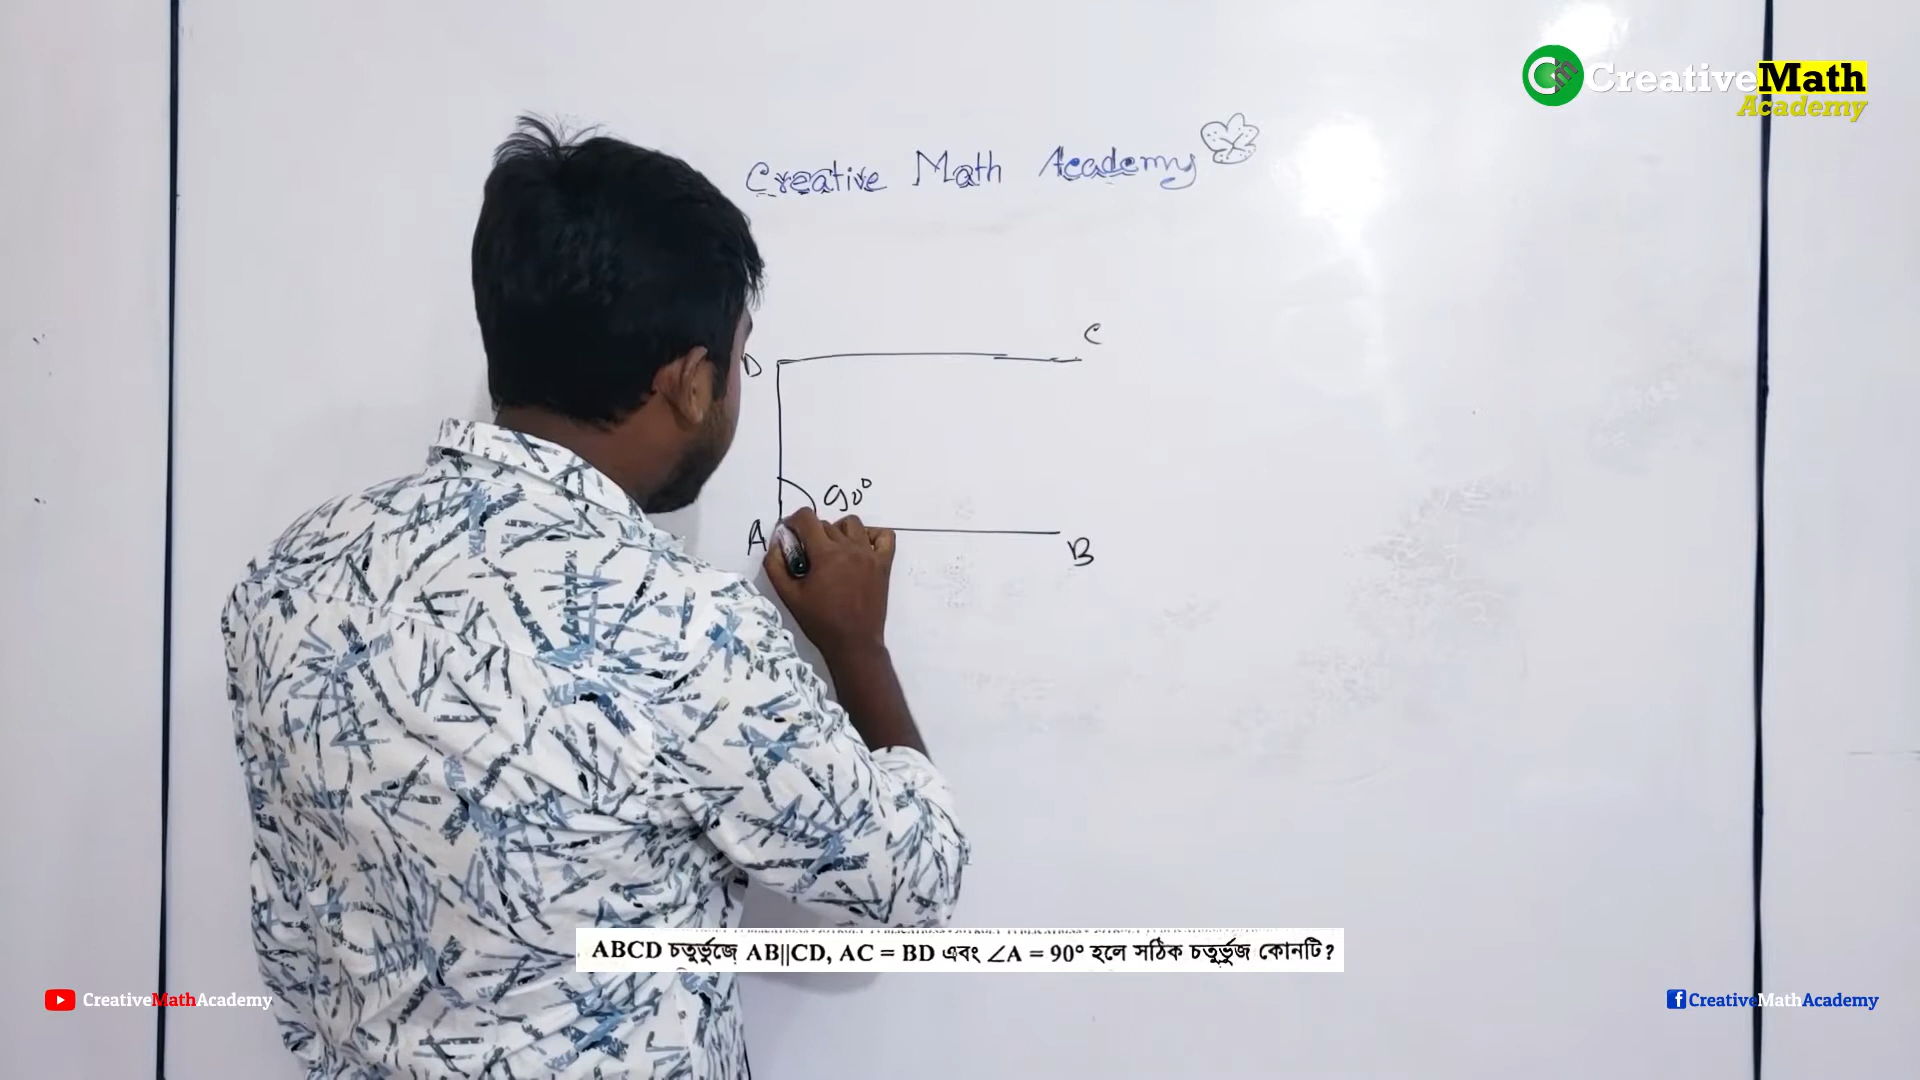 CreativeMath
Academy
Creative Math Academy
D
C
90°
A
B
ABCD চতুর্ভুজে AB||CD, AC = BD এবং ∠A = 90° হলে সঠিক চতুর্ভুজ কোনটি?
CreativeMathAcademy
CreativeMathAcademy